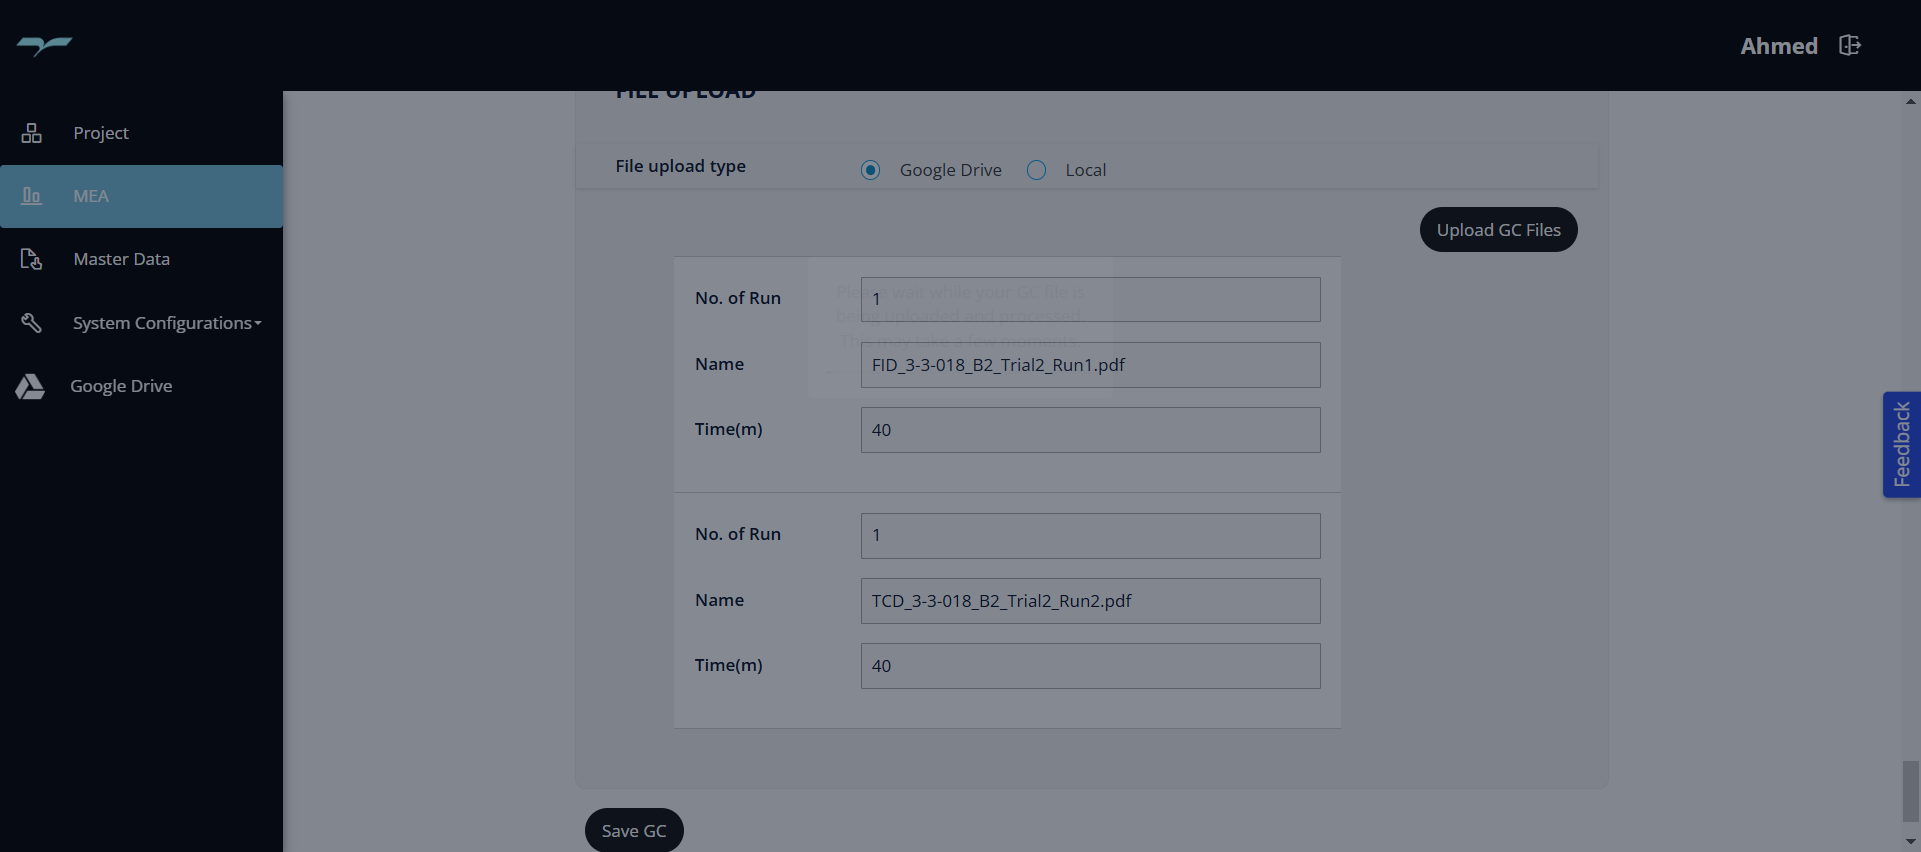 Ahmed
Project
MEA
Master Data
System Configurations
Google Drive
FILE UPLOAD
File upload type
Google Drive
Local
Upload GC Files
No. of Run
1
Please wait while your GC file is
being uploaded and processed.
This may take a few moments.
Name
FID_3-3-018_B2_Trial2_Run1.pdf
Time(m)
40
No. of Run
1
Name
TCD_3-3-018_B2_Trial2_Run2.pdf
Time(m)
40
Save GC
Feedback